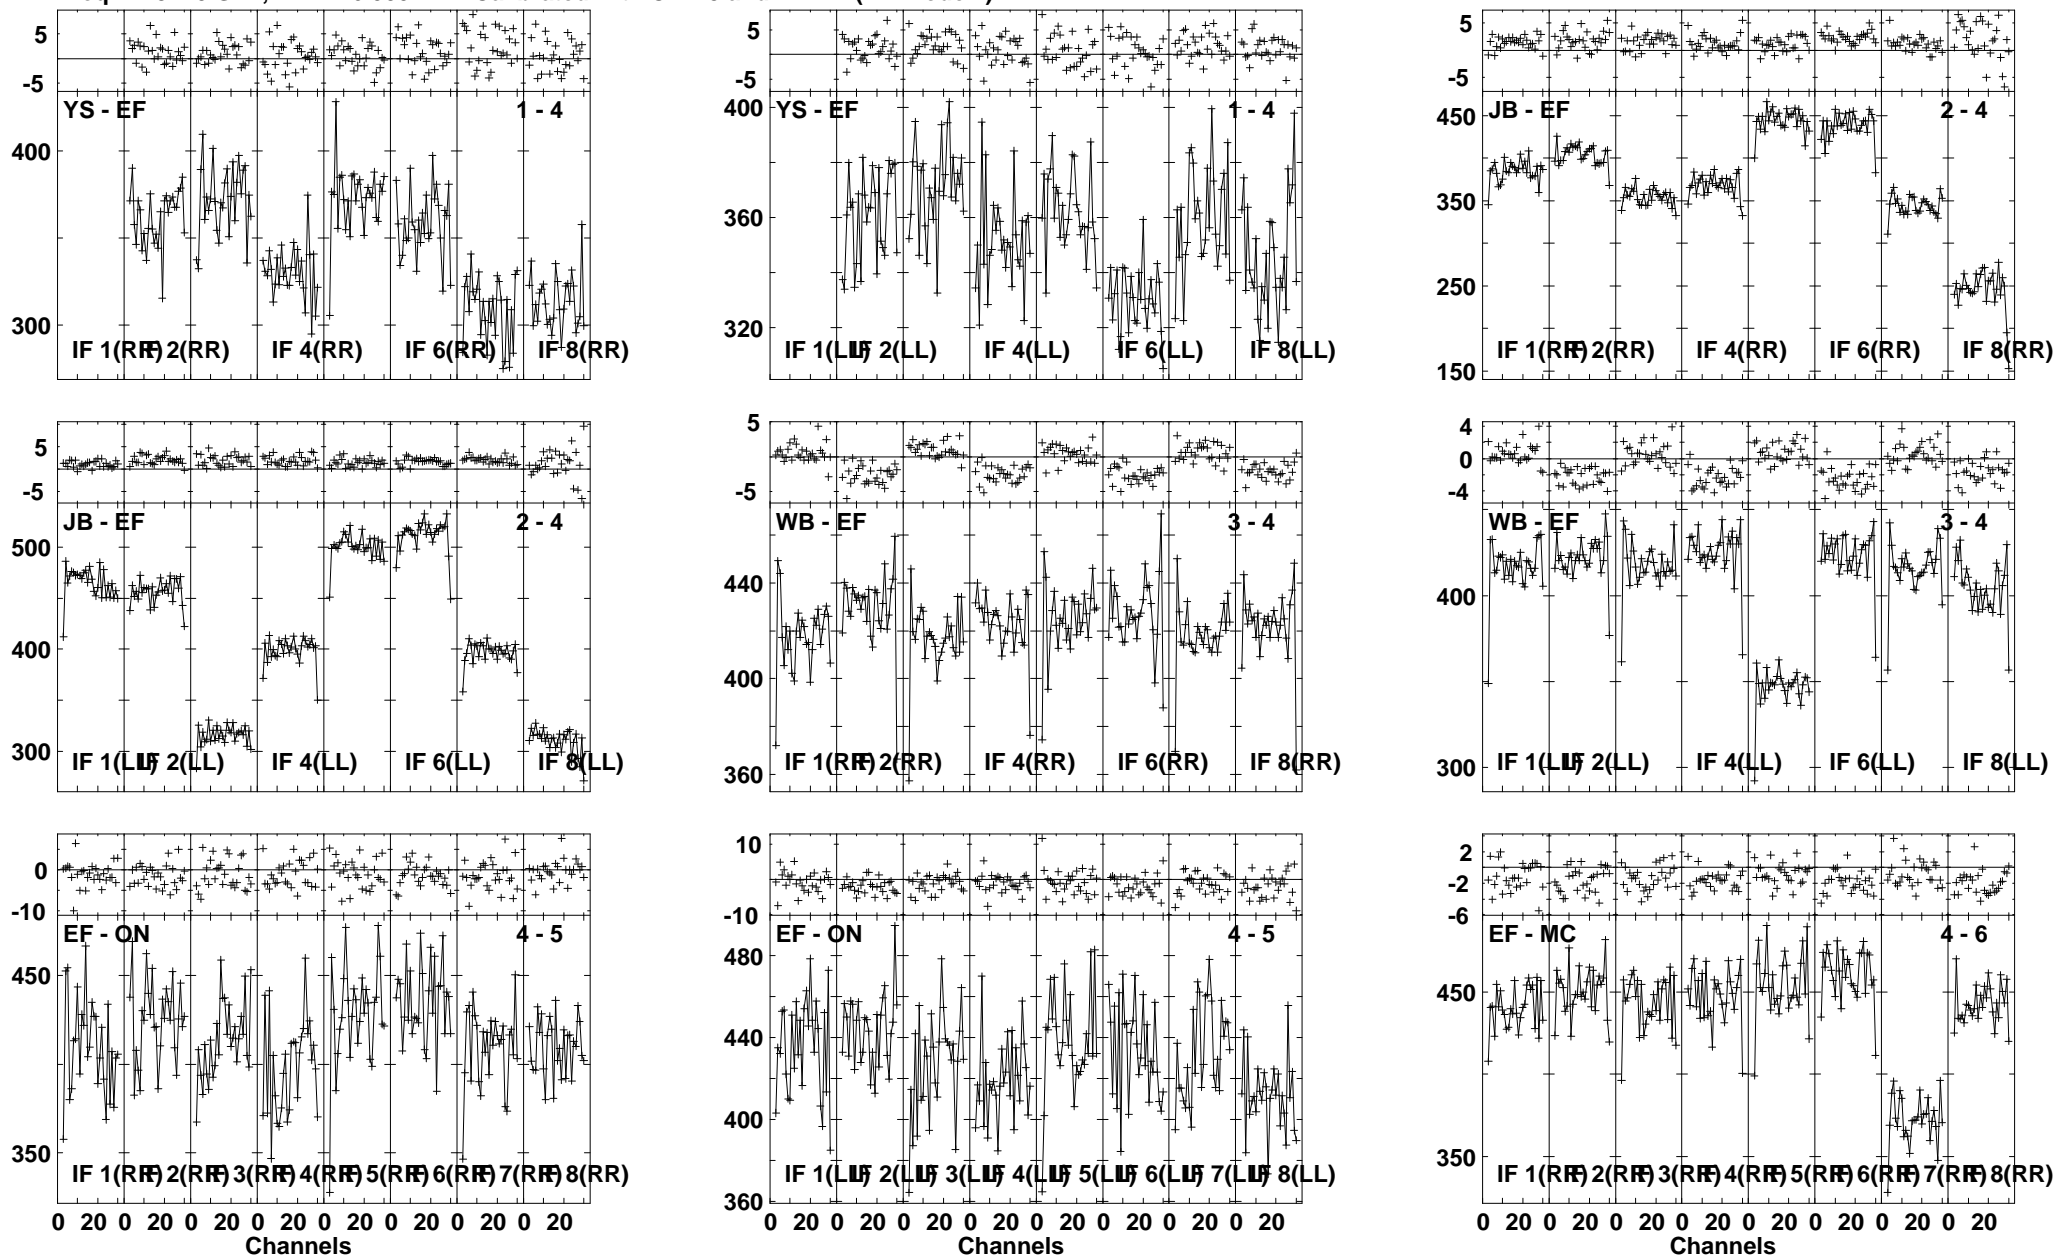 5
-5
YS - EF 1 - 4
400
300
IF 1(RR) IF 2(RR) IF 4(RR) IF 6(RR) IF 8(RR)
5
-5
YS - EF 1 - 4
400
360
320
IF 1(LL) IF 2(LL) IF 4(LL) IF 6(LL) IF 8(LL)
5
-5
JB - EF 2 - 4
450
350
250
150
IF 1(RR) IF 2(RR) IF 4(RR) IF 6(RR) IF 8(RR)
5
-5
JB - EF 2 - 4
500
400
300
IF 1(LL) IF 2(LL) IF 4(LL) IF 6(LL) IF 8(LL)
5
-5
WB - EF 3 - 4
440
400
360
IF 1(RR) IF 2(RR) IF 4(RR) IF 6(RR) IF 8(RR)
4
0
-4
WB - EF 3 - 4
400
300
IF 1(LL) IF 2(LL) IF 4(LL) IF 6(LL) IF 8(LL)
0
-10
EF - ON 4 - 5
450
350
IF 1(RR) IF 2(RR) IF 3(RR) IF 4(RR) IF 5(RR) IF 6(RR) IF 7(RR) IF 8(RR)
0 20 0 20 0 20 0 20 0 20 0 20 0 20 0 20
Channels
10
-10
EF - ON 4 - 5
480
440
400
360
IF 1(LL) IF 2(LL) IF 3(LL) IF 4(LL) IF 5(LL) IF 6(LL) IF 7(LL) IF 8(LL)
0 20 0 20 0 20 0 20 0 20 0 20 0 20 0 20
Channels
2
-2
-6
EF - MC 4 - 6
450
350
IF 1(RR) IF 2(RR) IF 3(RR) IF 4(RR) IF 5(RR) IF 6(RR) IF 7(RR) IF 8(RR)
0 20 0 20 0 20 0 20 0 20 0 20 0 20 0 20
Channels